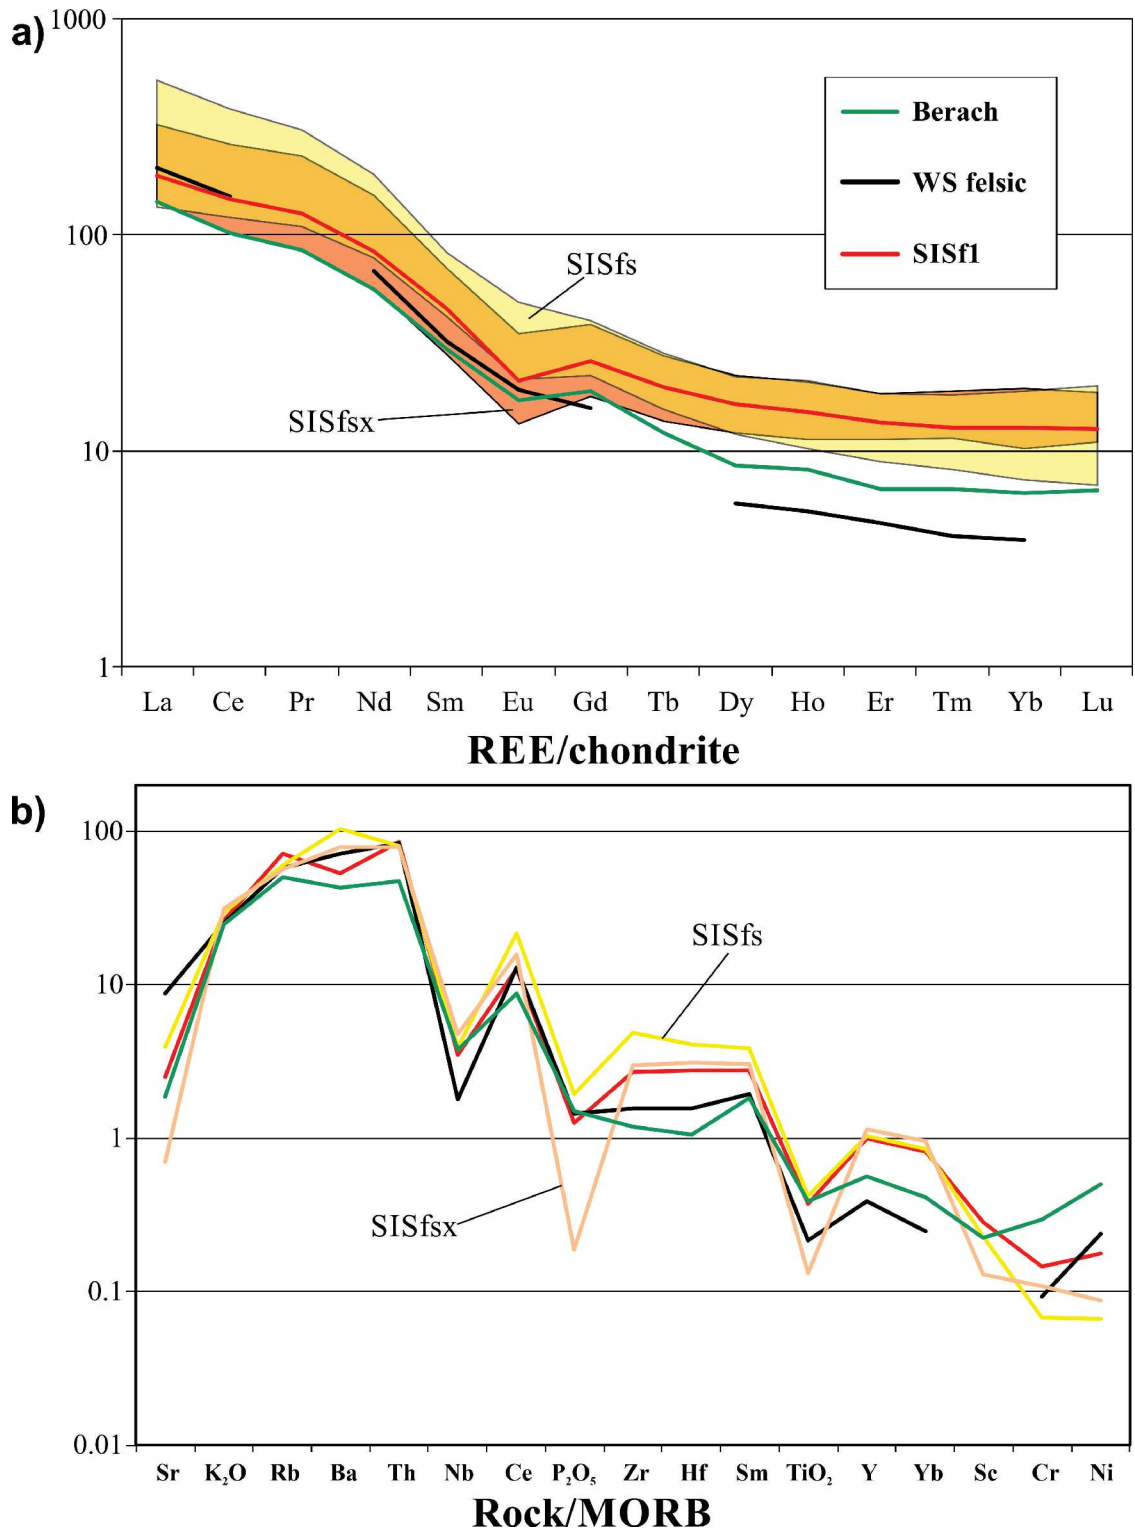 a)
1000
100
10
1
Berach
WS felsic
SISf1
SISfs
SISfsx
La Ce Pr Nd Sm Eu Gd Tb Dy Ho Er Tm Yb Lu
REE/chondrite
b)
100
10
1
0.1
0.01
SISfs
SISfsx
Sr K₂O Rb Ba Th Nb Ce P₂O₅ Zr Hf Sm TiO₂ Y Yb Sc Cr Ni
Rock/MORB